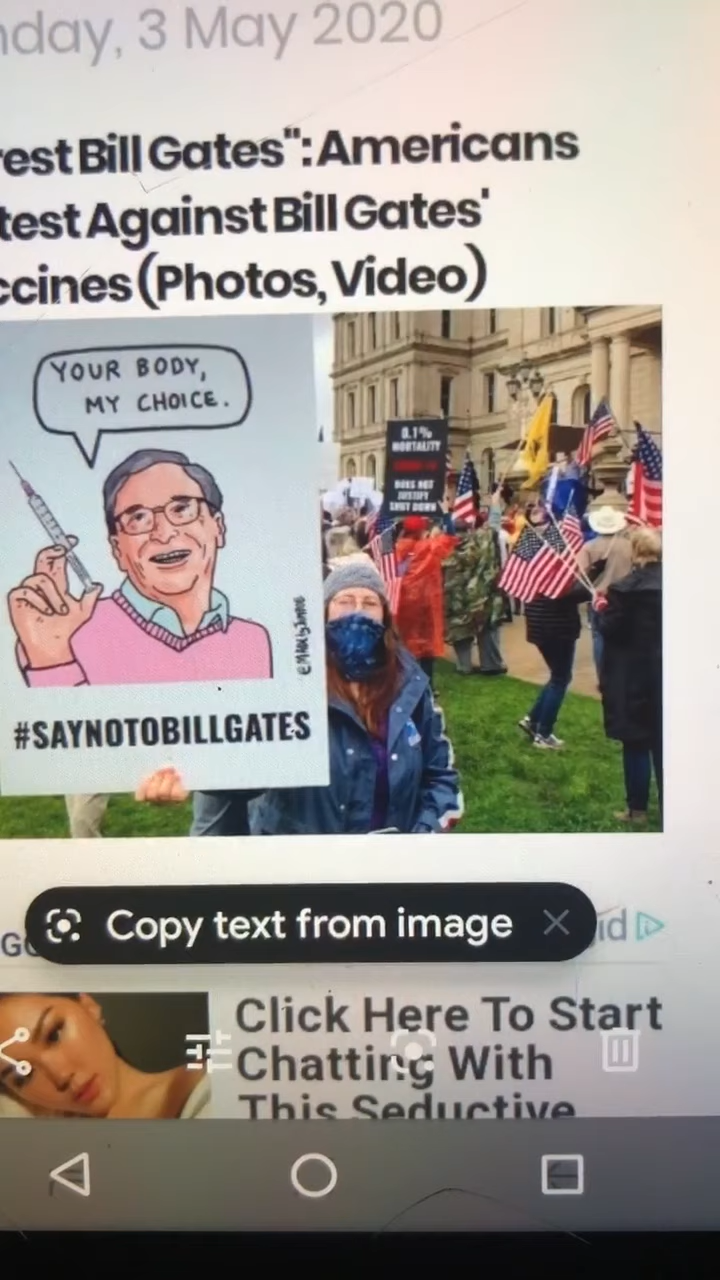 nday, 3 May 2020
rest Bill Gates": Americans
test Against Bill Gates'
ccines (Photos, Video)
YOUR BODY,
MY CHOICE.
0.1%
MORTALITY
DOES NOT
JUSTIFY
SHUT DOWN
#SAYNOTOBILLGATES
Copy text from image
Click Here To Start
Chatting With
This Seductive